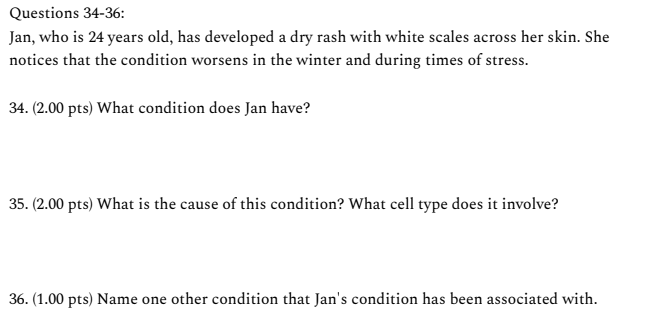 Questions 34-36:
Jan, who is 24 years old, has developed a dry rash with white scales across her skin. She
notices that the condition worsens in the winter and during times of stress.
34. (2.00 pts) What condition does Jan have?
35. (2.00 pts) What is the cause of this condition? What cell type does it involve?
36. (1.00 pts) Name one other condition that Jan's condition has been associated with.